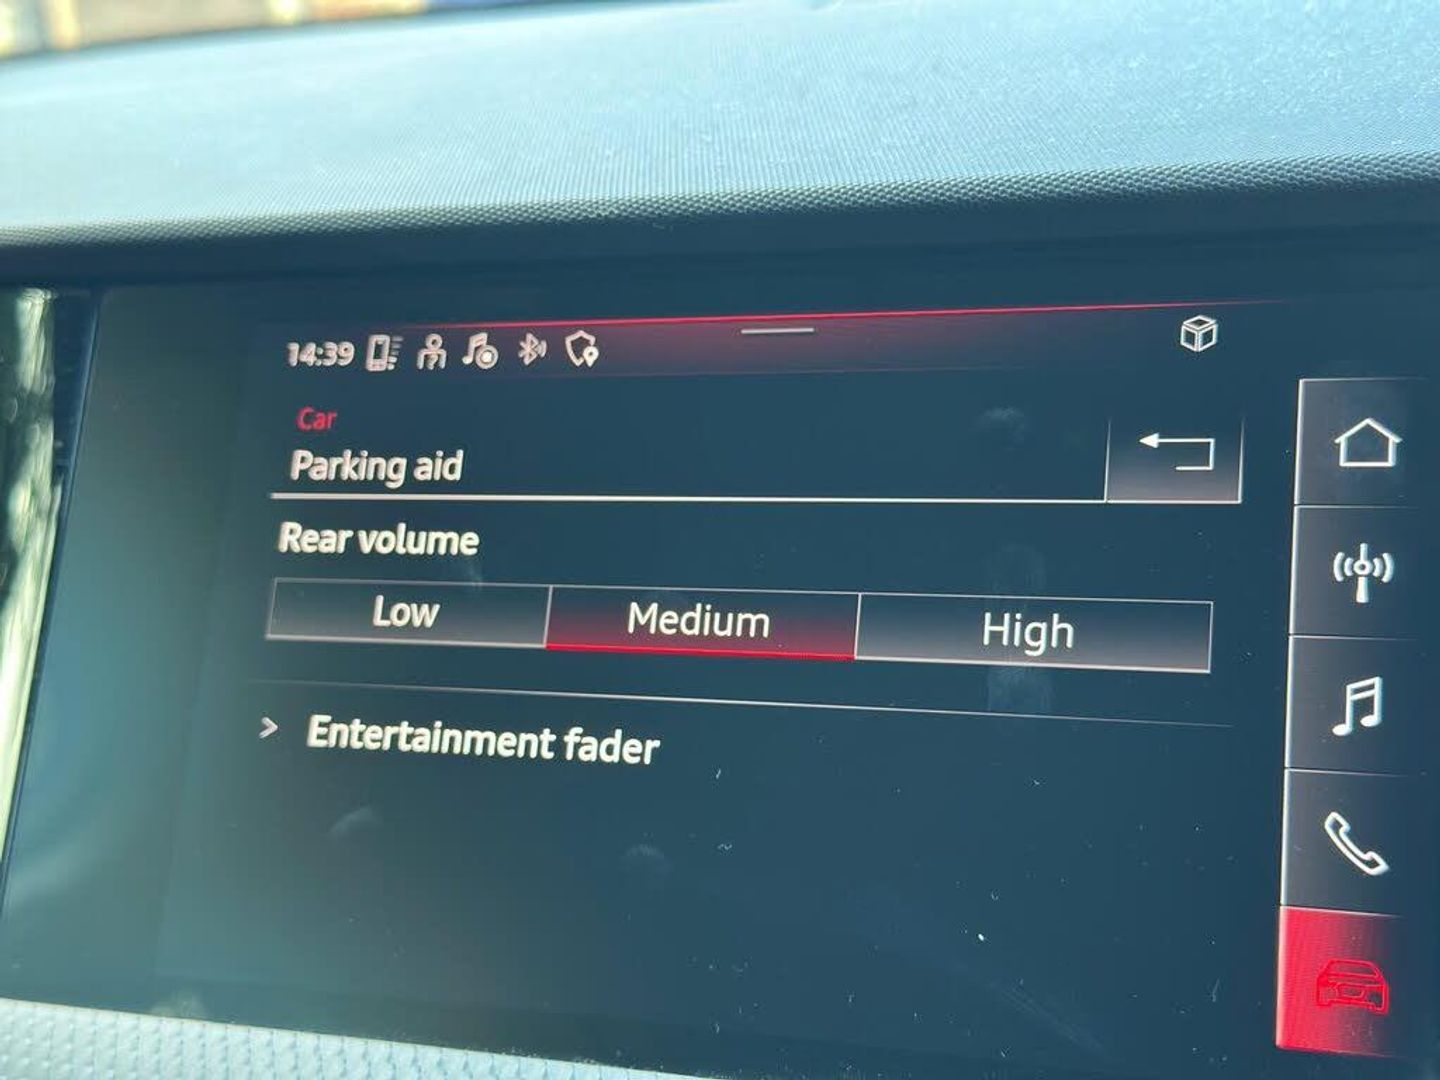 14:39
Car
Parking aid
Rear volume
Low Medium High
Entertainment fader